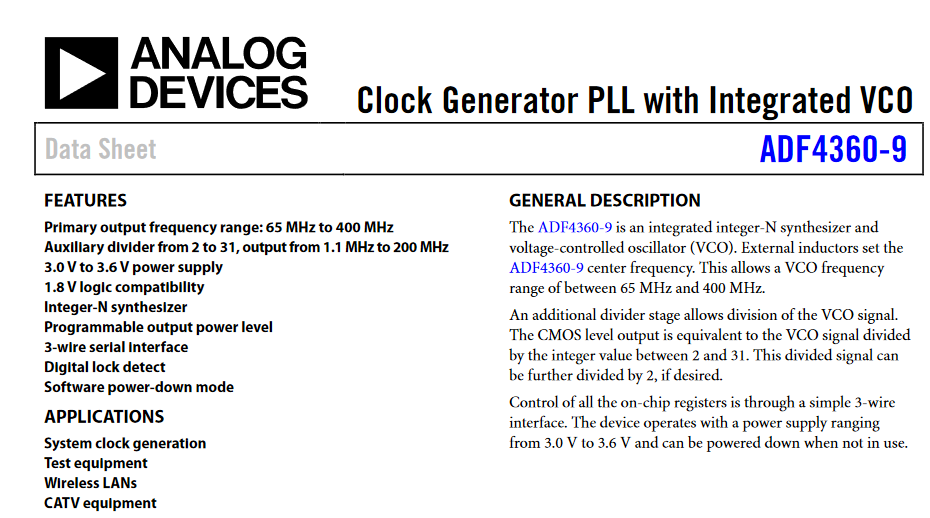 ANALOG
DEVICES
Clock Generator PLL with Integrated VCO
Data Sheet
ADF4360-9
FEATURES
Primary output frequency range: 65 MHz to 400 MHz
Auxiliary divider from 2 to 31, output from 1.1 MHz to 200 MHz
3.0 V to 3.6 V power supply
1.8 V logic compatibility
Integer-N synthesizer
Programmable output power level
3-wire serial interface
Digital lock detect
Software power-down mode
APPLICATIONS
System clock generation
Test equipment
Wireless LANs
CATV equipment
GENERAL DESCRIPTION
The ADF4360-9 is an integrated integer-N synthesizer and
voltage-controlled oscillator (VCO). External inductors set the
ADF4360-9 center frequency. This allows a VCO frequency
range of between 65 MHz and 400 MHz.
An additional divider stage allows division of the VCO signal.
The CMOS level output is equivalent to the VCO signal divided
by the integer value between 2 and 31. This divided signal can
be further divided by 2, if desired.
Control of all the on-chip registers is through a simple 3-wire
interface. The device operates with a power supply ranging
from 3.0 V to 3.6 V and can be powered down when not in use.